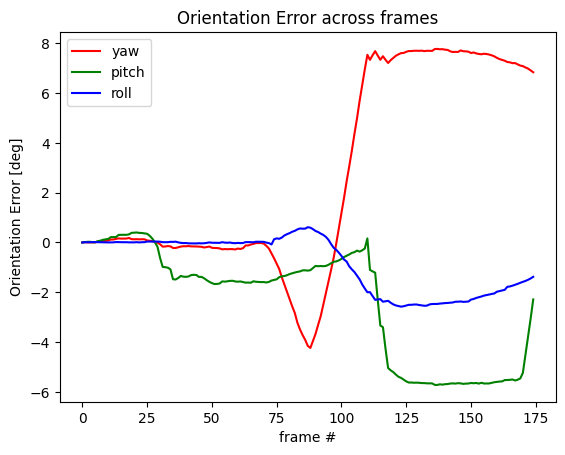 Orientation Error across frames
yaw
pitch
roll
Orientation Error [deg]
8
6
4
2
0
−2
−4
−6
0 25 50 75 100 125 150 175
frame #